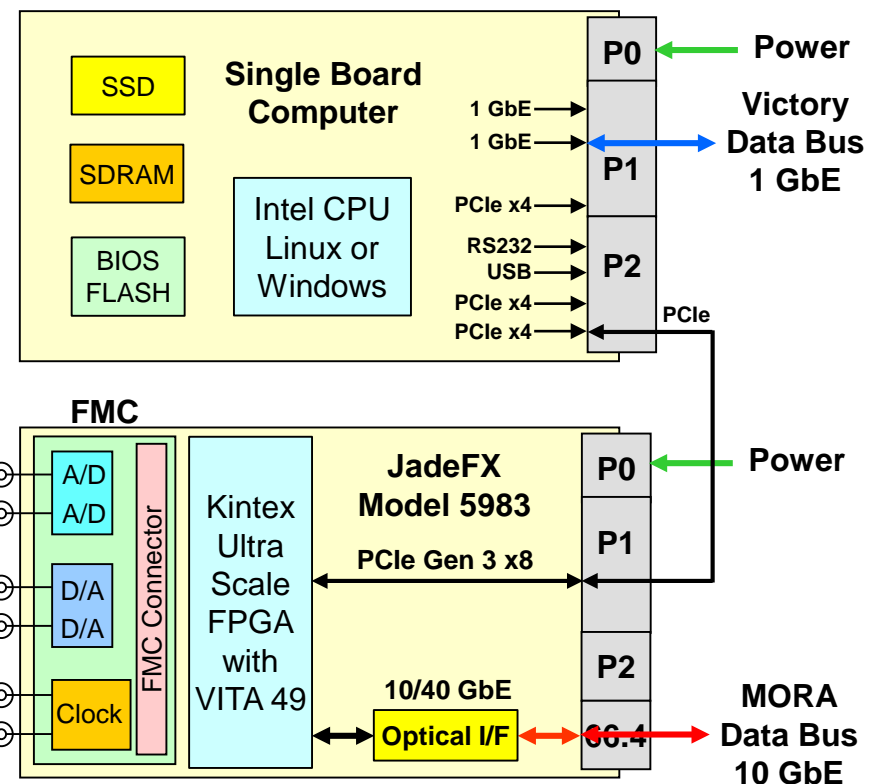 SSD
SDRAM
BIOS
FLASH
Single Board
Computer
Intel CPU
Linux or
Windows
1 GbE
1 GbE
PCIe x4
RS232
USB
PCIe x4
PCIe x4
P0
P1
P2
Power
Victory
Data Bus
1 GbE
PCIe
FMC
A/D
A/D
D/A
D/A
Clock
FMC Connector
Kintex
Ultra
Scale
FPGA
with
VITA 49
JadeFX
Model 5983
PCIe Gen 3 x8
10/40 GbE
Optical I/F
P0
P1
P2
66.4
Power
MORA
Data Bus
10 GbE